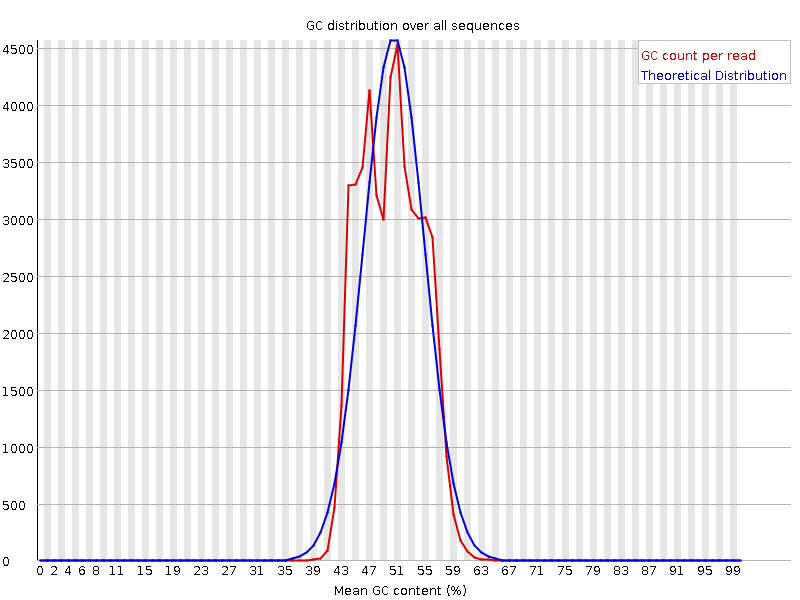 GC distribution over all sequences
GC count per read
Theoretical Distribution
4500
4000
3500
3000
2500
2000
1500
1000
500
0
0 2 4 6 8 11 15 19 23 27 31 35 39 43 47 51 55 59 63 67 71 75 79 83 87 91 95 99
Mean GC content (%)